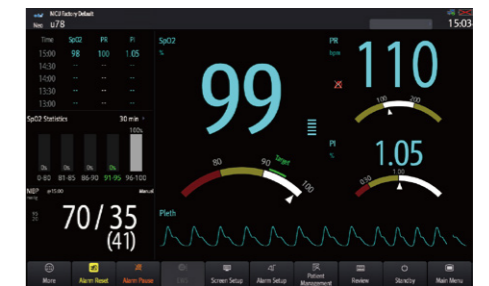 NICU Factory Default
Neo u78
15:03
Time SpO2 PR PI
15:00 98 100 1.05
14:30 -- -- --
14:00 -- -- --
13:30 -- -- --
13:00 -- -- --
SpO2 Statistics 30 min >
100%
0% 0% 0% 0%
0-80 81-85 86-90 91-95 96-100
NIBP @15:00 Manual
mmHg
70 / 35
(41)
SpO2
%
99
80 90 Target 100
Pleth
PR
bpm
110
100 200
PI
%
1.05
0.10 1.00
More
Alarm Reset
Alarm Pause
Screen Setup
Alarm Setup
Patient Management
Review
Standby
Main Menu